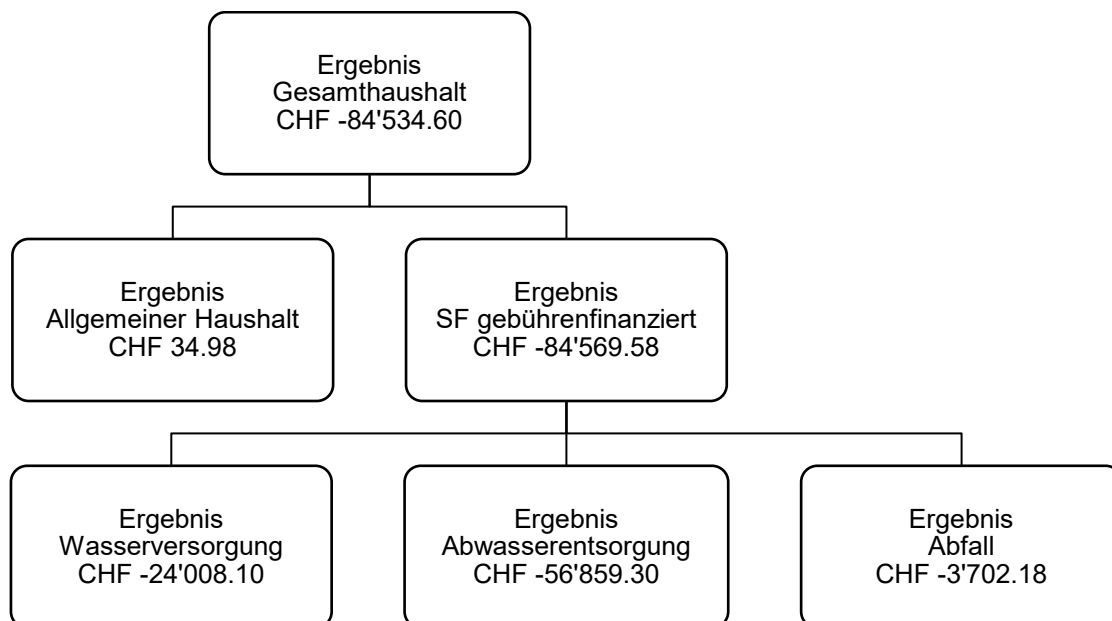 Ergebnis
Gesamthaushalt
CHF -84'534.60
Ergebnis
Allgemeiner Haushalt
CHF 34.98
Ergebnis
SF gebührenfinanziert
CHF -84'569.58
Ergebnis
Wasserversorgung
CHF -24'008.10
Ergebnis
Abwasserentsorgung
CHF -56'859.30
Ergebnis
Abfall
CHF -3'702.18